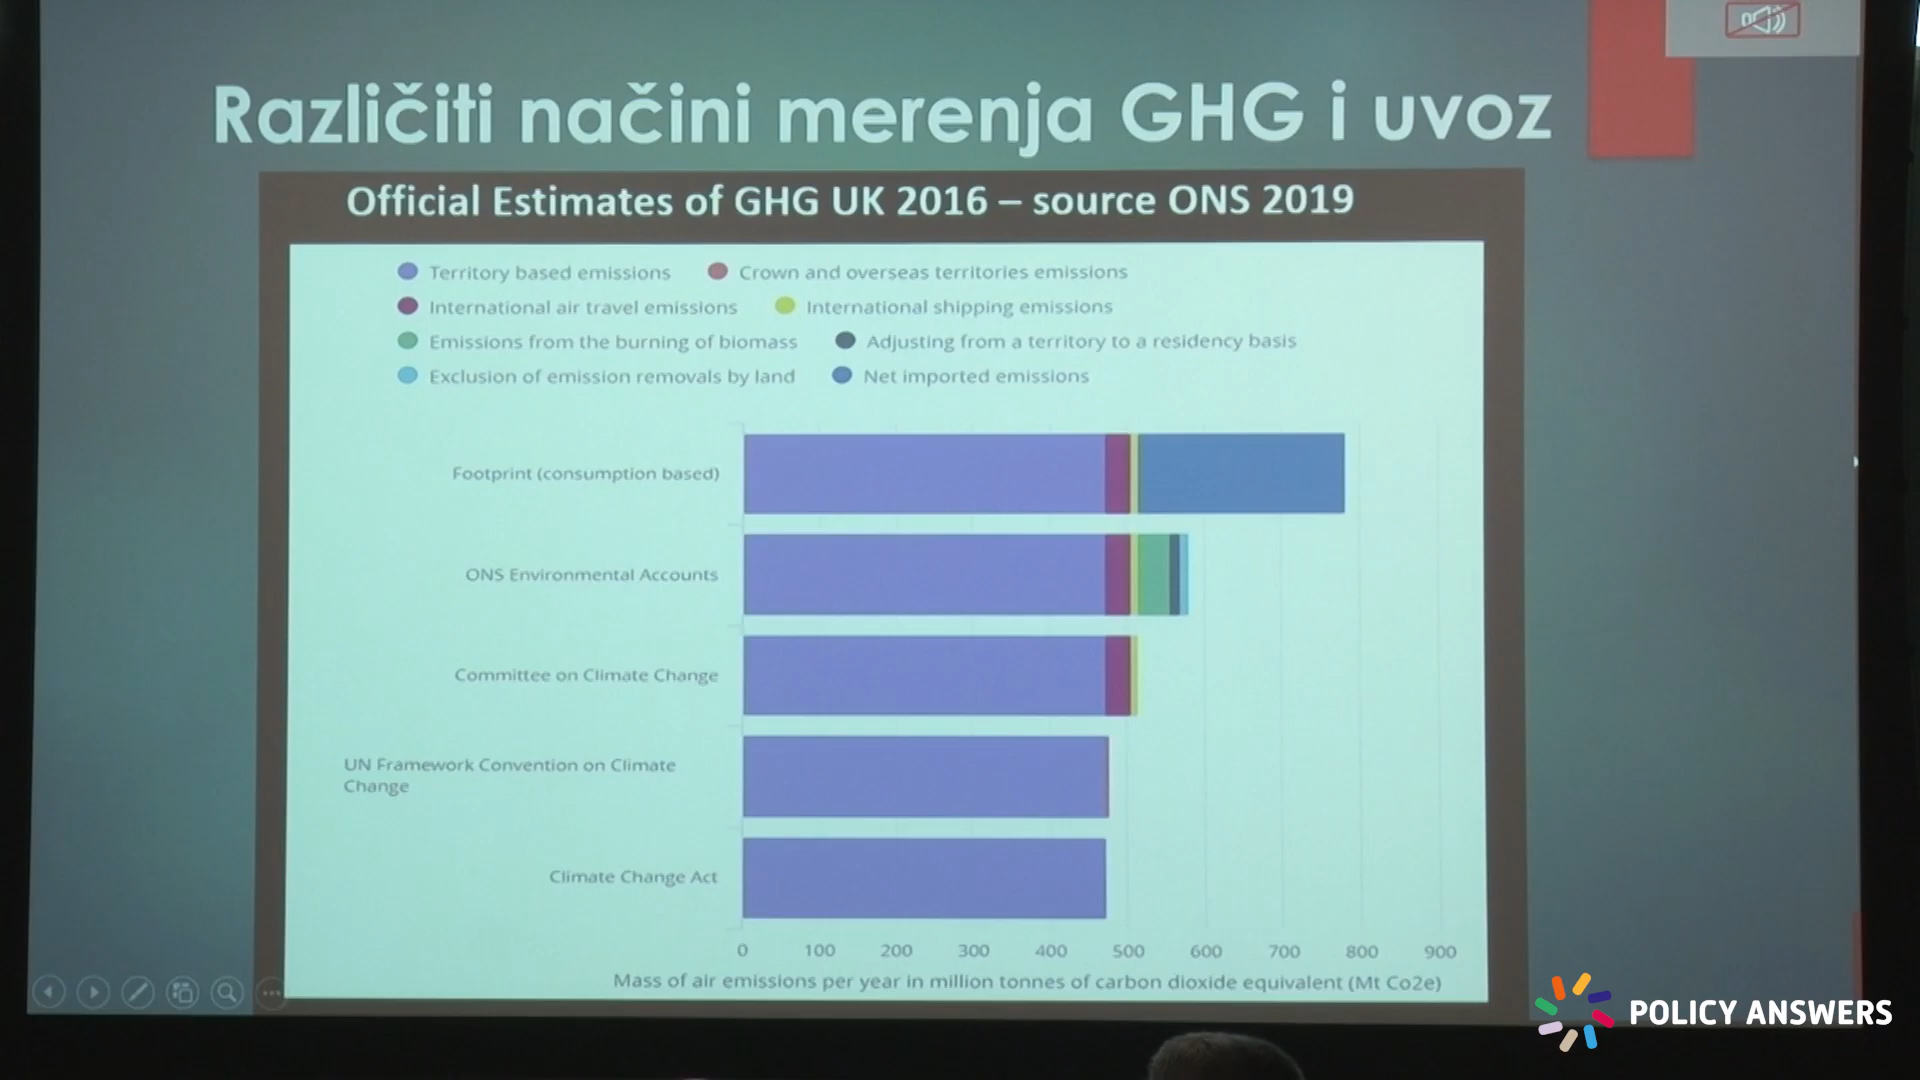 Različiti načini merenja GHG i uvoz
Official Estimates of GHG UK 2016 – source ONS 2019
Territory based emissions
Crown and overseas territories emissions
International air travel emissions
International shipping emissions
Emissions from the burning of biomass
Adjusting from a territory to a residency basis
Exclusion of emission removals by land
Net imported emissions
Footprint (consumption based)
ONS Environmental Accounts
Committee on Climate Change
UN Framework Convention on Climate
Change
Climate Change Act
0 100 200 300 400 500 600 700 800 900
Mass of air emissions per year in million tonnes of carbon dioxide equivalent (Mt Co2e)
POLICY ANSWERS